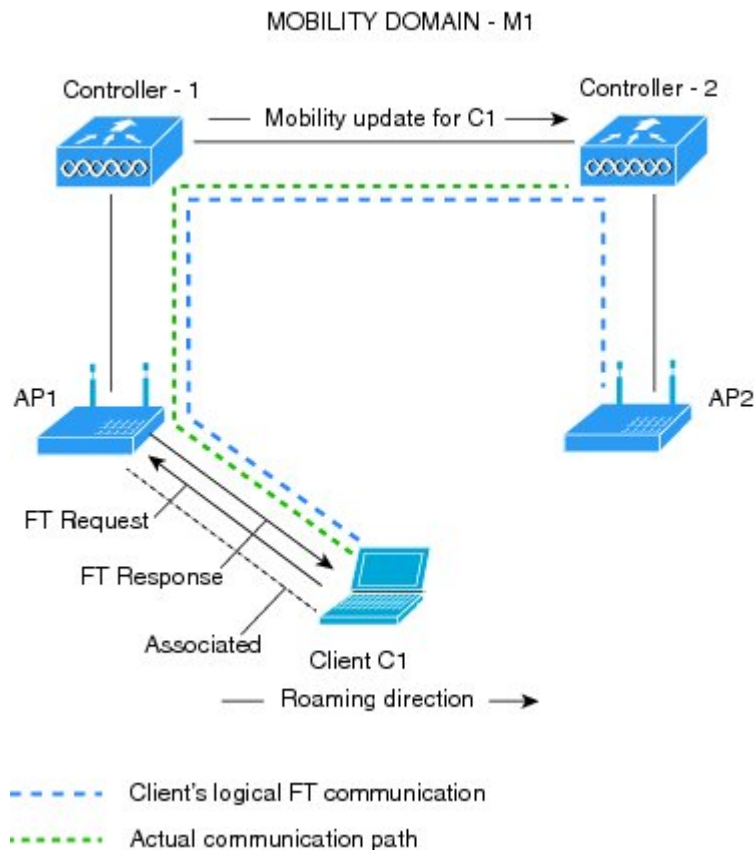 MOBILITY DOMAIN - M1
Controller - 1
Controller - 2
Mobility update for C1
AP1
AP2
FT Request
FT Response
Associated
Client C1
Roaming direction
Client's logical FT communication
Actual communication path